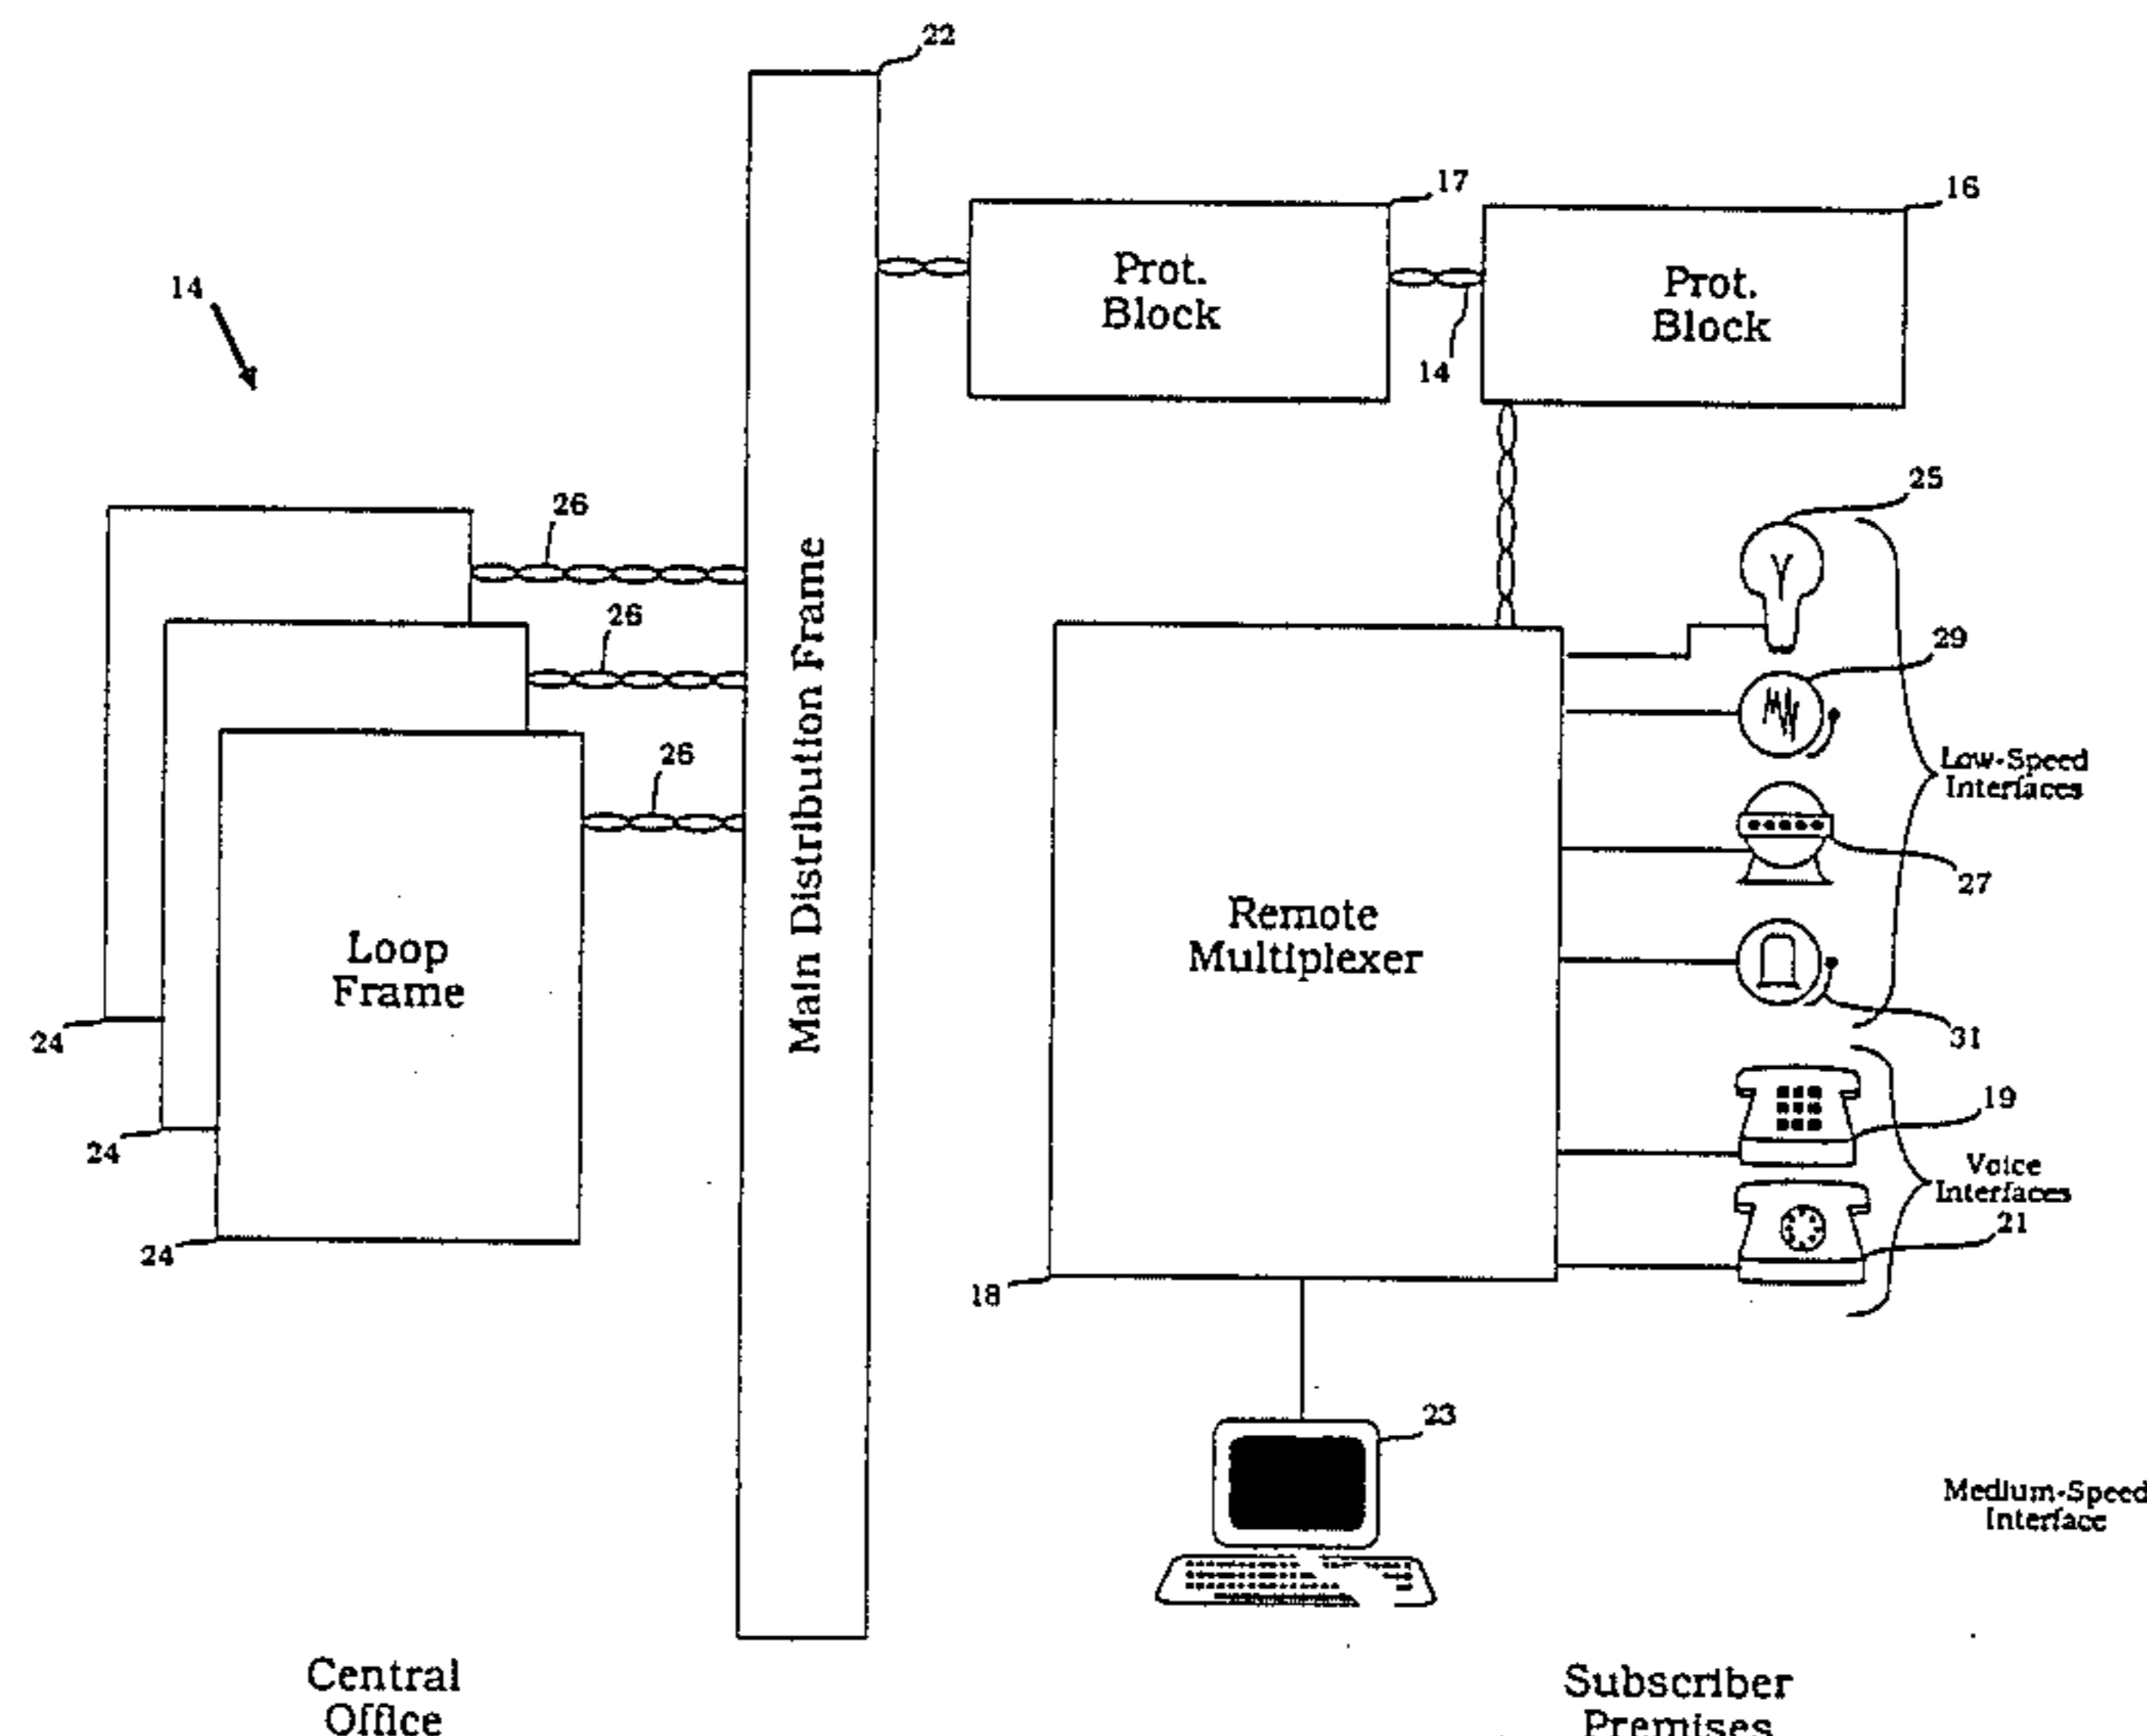 22
17
16
Prot.
Block
Prot.
Block
14
14
25
26
26
29
26
Low-Speed
Interfaces
Main Distribution Frame
27
Remote
Multiplexer
Loop
Frame
24
31
19
24
Voice
Interfaces
21
24
18
23
Medium-Speed
Interface
Central
Office
Subscriber
Premises